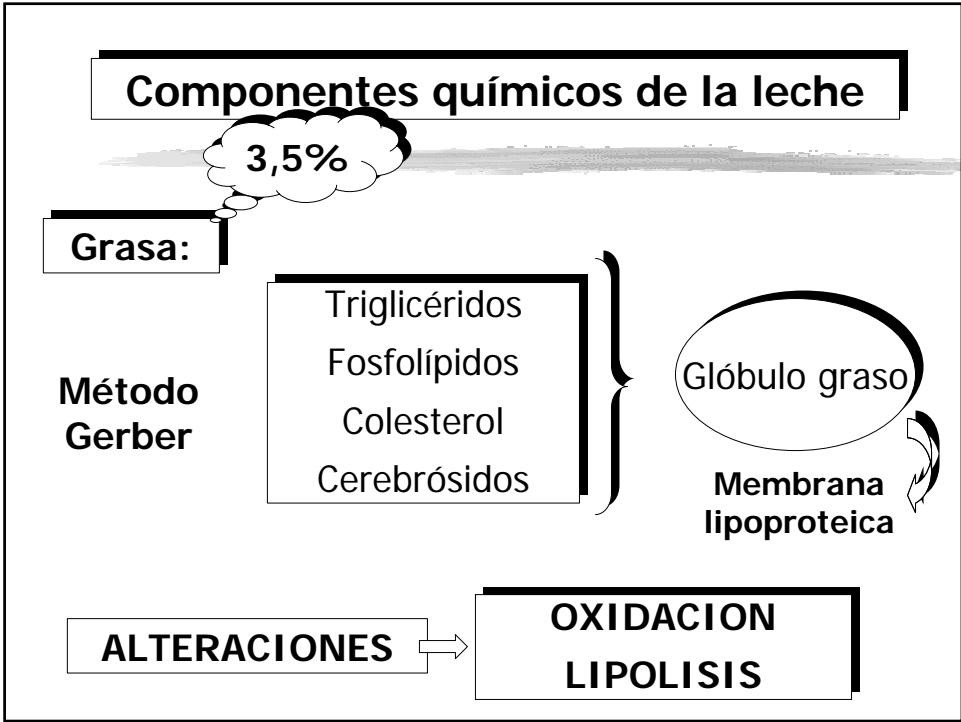 Componentes químicos de la leche
3,5%
Grasa:
Triglicéridos
Fosfolípidos
Colesterol
Cerebrósidos
Método
Gerber
Glóbulo graso
Membrana
lipoproteica
ALTERACIONES
OXIDACION
LIPOLISIS